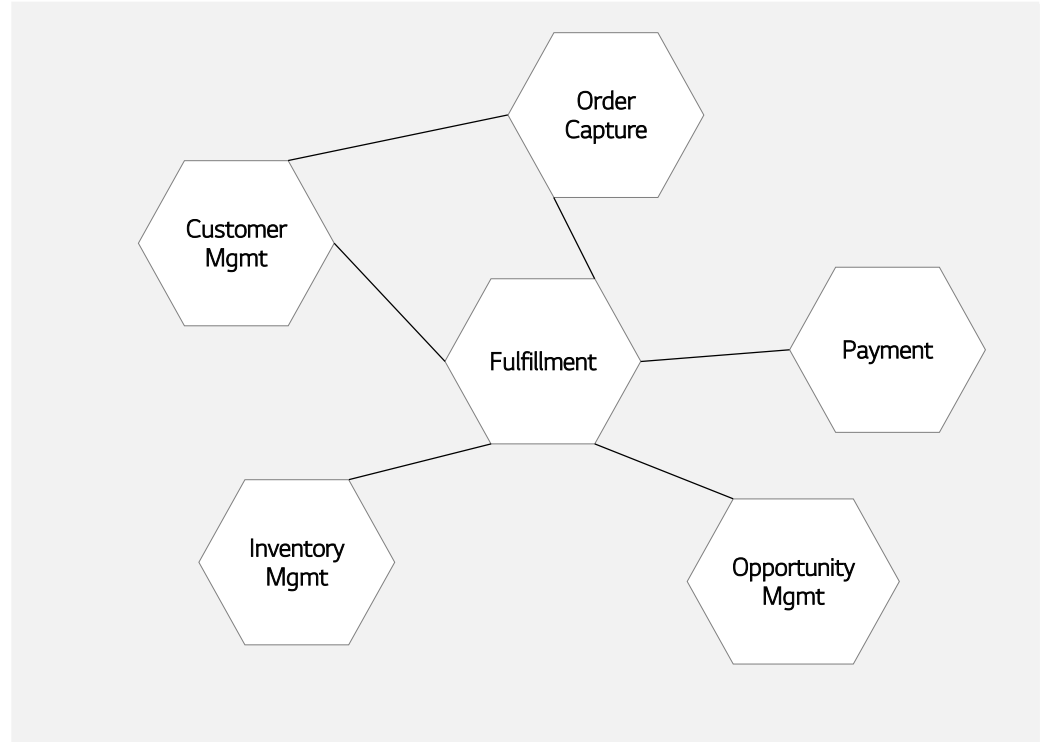 Order
Capture
Customer
Mgmt
Fulfillment
Payment
Inventory
Mgmt
Opportunity
Mgmt